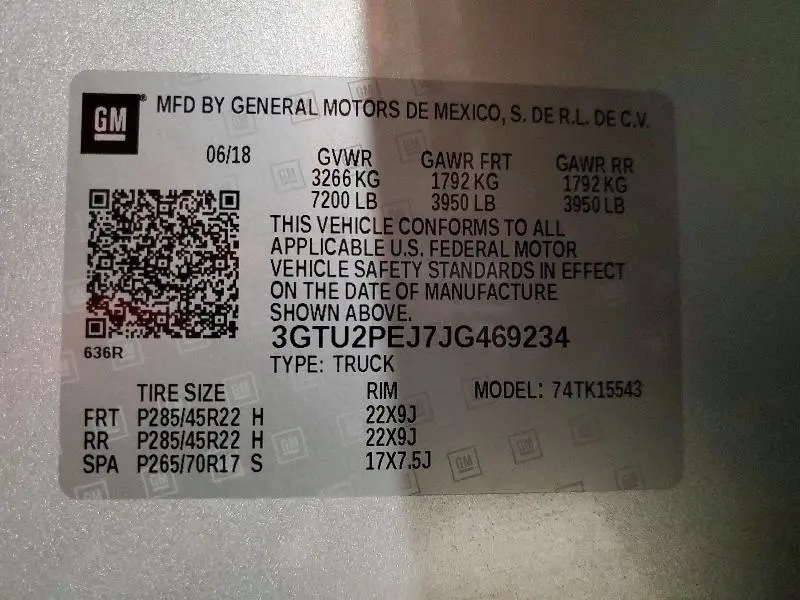 GM® MFD BY GENERAL MOTORS DE MEXICO, S. DE R.L. DE C.V.
06/18 GVWR GAWR FRT GAWR RR
3266 KG 1792 KG 1792 KG
7200 LB 3950 LB 3950 LB
THIS VEHICLE CONFORMS TO ALL
APPLICABLE U.S. FEDERAL MOTOR
VEHICLE SAFETY STANDARDS IN EFFECT
ON THE DATE OF MANUFACTURE
SHOWN ABOVE.
3GTU2PEJ7JG469234
636R
TYPE: TRUCK
TIRE SIZE RIM MODEL: 74TK15543
FRT P285/45R22 H 22X9J
RR P285/45R22 H 22X9J
SPA P265/70R17 S 17X7.5J